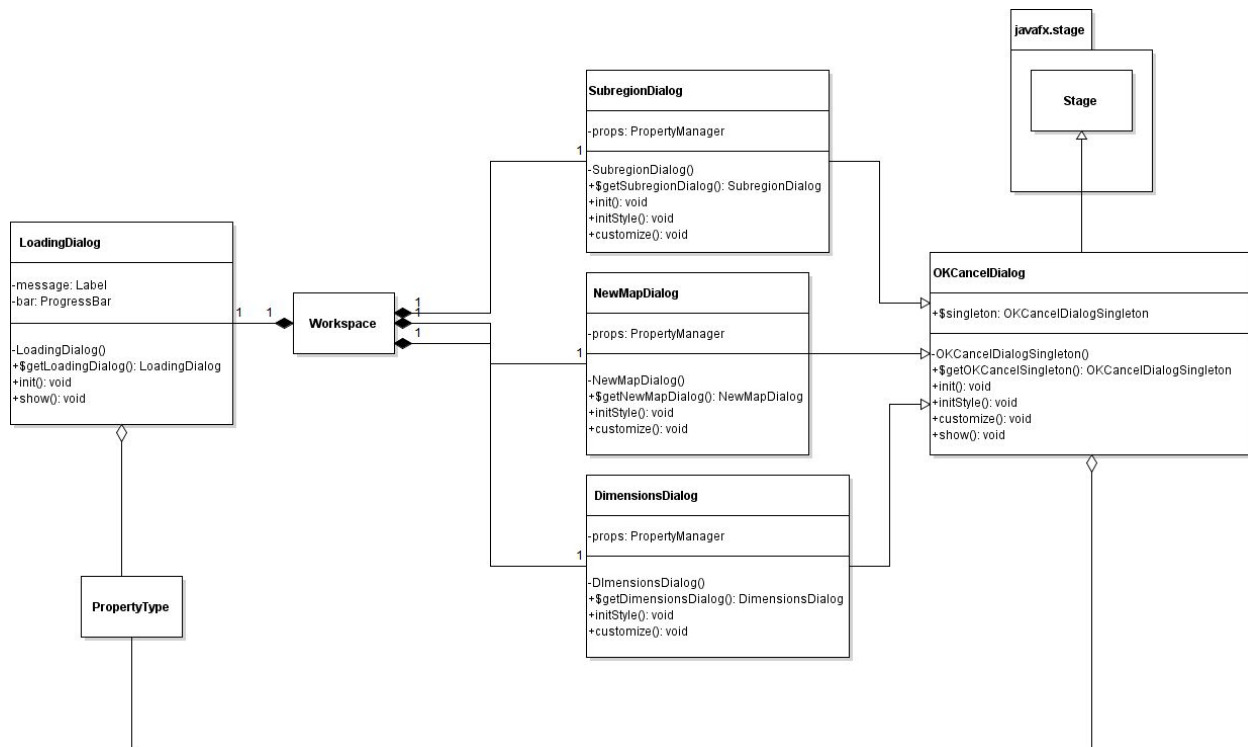 javafx.stage
Stage
SubregionDialog
-props: PropertyManager
-SubregionDialog()
+$getSubregionDialog(): SubregionDialog
+init(): void
+initStyle(): void
+customize(): void
LoadingDialog
-message: Label
-bar: ProgressBar
-LoadingDialog()
+$getLoadingDialog(): LoadingDialog
+init(): void
+show(): void
1
1
Workspace
1
1
1
1
1
1
NewMapDialog
-props: PropertyManager
-NewMapDialog()
+$getNewMapDialog(): NewMapDialog
+initStyle(): void
+customize(): void
OKCancelDialog
+$singleton: OKCancelDialogSingleton
-OKCancelDialogSingleton()
+$getOKCancelSingleton(): OKCancelDialogSingleton
+init(): void
+initStyle(): void
+customize(): void
+show(): void
DimensionsDialog
-props: PropertyManager
-DImensionsDialog()
+$getDimensionsDialog(): DimensionsDialog
+initStyle(): void
+customize(): void
PropertyType